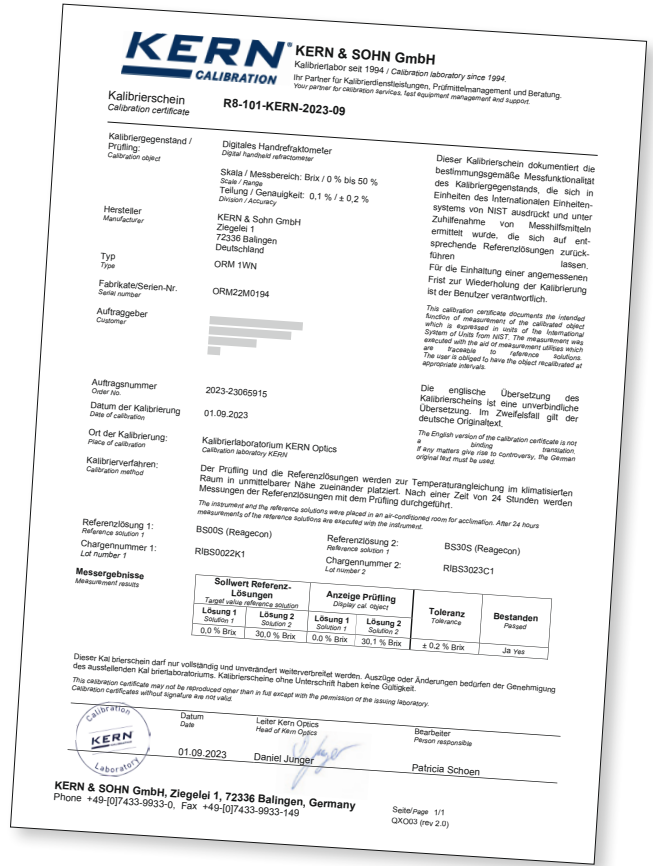 KERN
CALIBRATION
KERN & SOHN GmbH
Kalibrierlabor seit 1994 / Calibration laboratory since 1994.
Ihr Partner für Kalibrierdienstleistungen, Prüfmittelmanagement und Beratung.
Your partner for calibration services, test equipment management and support.
Kalibrierschein
Calibration certificate
R8-101-KERN-2023-09
Kalibriergegenstand /
Prüfling:
Calibration object
Digitales Handrefraktometer
Digital handheld refractometer
Skala / Messbereich: Brix / 0 % bis 50 %
Scale / Range
Teilung / Genauigkeit: 0,1 % / ± 0,2 %
Division / Accuracy
Hersteller
Manufacturer
KERN & Sohn GmbH
Ziegelei 1
72336 Balingen
Deutschland
Typ
Type
ORM 1WN
Fabrikate/Serien-Nr.
Serial number
ORM22M0194
Auftraggeber
Customer
Dieser Kalibrierschein dokumentiert die
bestimmungsgemäße Messfunktionalität
des Kalibriergegenstands, die sich in
Einheiten des Internationalen Einheiten-
systems von NIST ausdrückt und unter
Zuhilfenahme von Messhilfsmitteln
ermittelt wurde, die sich auf ent-
sprechende Referenzlösungen zurück-
führen lassen.
Für die Einhaltung einer angemessenen
Frist zur Wiederholung der Kalibrierung
ist der Benutzer verantwortlich.
This calibration certificate documents the intended
function of measurement of the calibrated object
which is expressed in units of the International
System of Units from NIST. The measurement was
executed with the aid of measurement utilities which
are traceable to reference solutions.
The user is obliged to have the object recalibrated at
appropriate intervals.
Auftragsnummer
Order No.
2023-23065915
Datum der Kalibrierung
Date of calibration
01.09.2023
Ort der Kalibrierung:
Place of calibration
Kalibrierlaboratorium KERN Optics
Calibration laboratory KERN
Die englische Übersetzung des
Kalibrierscheins ist eine unverbindliche
Übersetzung. Im Zweifelsfall gilt der
deutsche Originaltext.
The English version of the calibration certificate is not
a binding translation.
If any matters give rise to controversy, the German
original text must be used.
Kalibrierverfahren:
Calibration method
Der Prüfling und die Referenzlösungen werden zur Temperaturangleichung im klimatisierten
Raum in unmittelbarer Nähe zueinander platziert. Nach einer Zeit von 24 Stunden werden
Messungen der Referenzlösungen mit dem Prüfling durchgeführt.
The instrument and the reference solutions were placed in an air-conditioned room for acclimation. After 24 hours
measurements of the reference solutions are executed with the instrument.
Referenzlösung 1:
Reference solution 1
BS00S (Reagecon)
Referenzlösung 2:
Reference solution 1
BS30S (Reagecon)
Chargennummer 1:
Lot number 1
RIBS0022K1
Chargennummer 2:
Lot number 2
RIBS3023C1
Messergebnisse
Measurement results
Sollwert Referenz-
Lösungen
Target value reference solution
Anzeige Prüfling
Display cal. object
Toleranz
Tolerance
Bestanden
Passed
Lösung 1
Solution 1
Lösung 2
Solution 2
Lösung 1
Solution 1
Lösung 2
Solution 2
0,0 % Brix 30,0 % Brix 0,0 % Brix 30,1 % Brix ± 0.2 % Brix Ja Yes
Dieser Kal brierschein darf nur vollständig und unverändert weiterverbreitet werden. Auszüge oder Änderungen bedürfen der Genehmigung
des ausstellenden Kal brierlaboratoriums. Kalibrierscheine ohne Unterschrift haben keine Gültigkeit.
This calibration certificate may not be reproduced other than in full except with the permission of the issuing laboratory.
Calibration certificates without signature are not valid.
Calibration
KERN
Laboratory
Datum
Date
01.09.2023
Leiter Kern Optics
Head of Kern Optics
Daniel Junger
Bearbeiter
Person responsible
Patricia Schoen
KERN & SOHN GmbH, Ziegelei 1, 72336 Balingen, Germany
Phone +49-[0]7433-9933-0, Fax +49-[0]7433-9933-149
Seite/Page 1/1
QXO03 (rev 2.0)